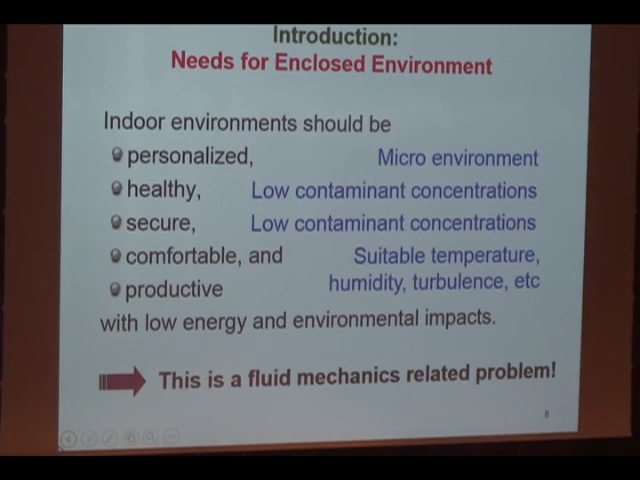 Introduction:
Needs for Enclosed Environment
Indoor environments should be
personalized, Micro environment
healthy, Low contaminant concentrations
secure, Low contaminant concentrations
comfortable, and Suitable temperature,
productive humidity, turbulence, etc
with low energy and environmental impacts.
This is a fluid mechanics related problem!
8